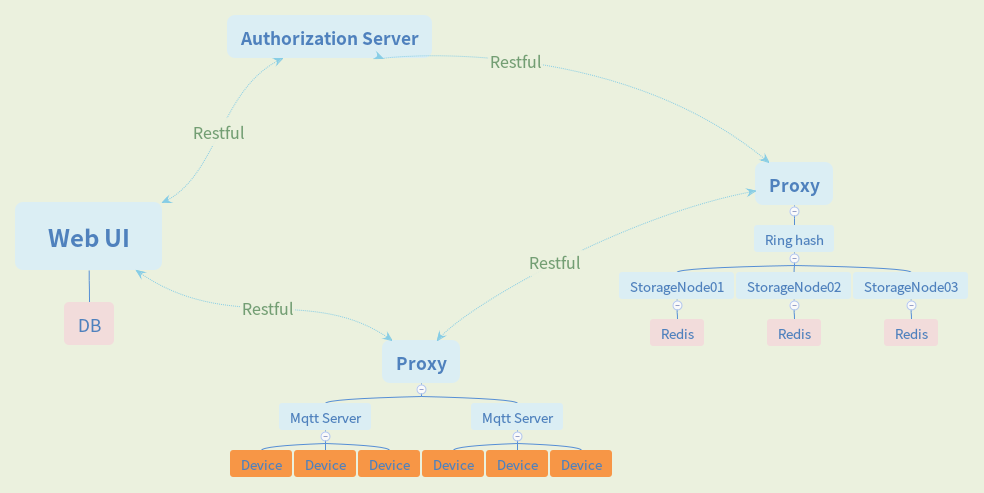 Authorization Server
Restful
Restful
Proxy
Web UI
Ring hash
Restful
StorageNode01 StorageNode02 StorageNode03
Restful
DB
Redis Redis Redis
Proxy
Mqtt Server Mqtt Server
Device Device Device Device Device Device